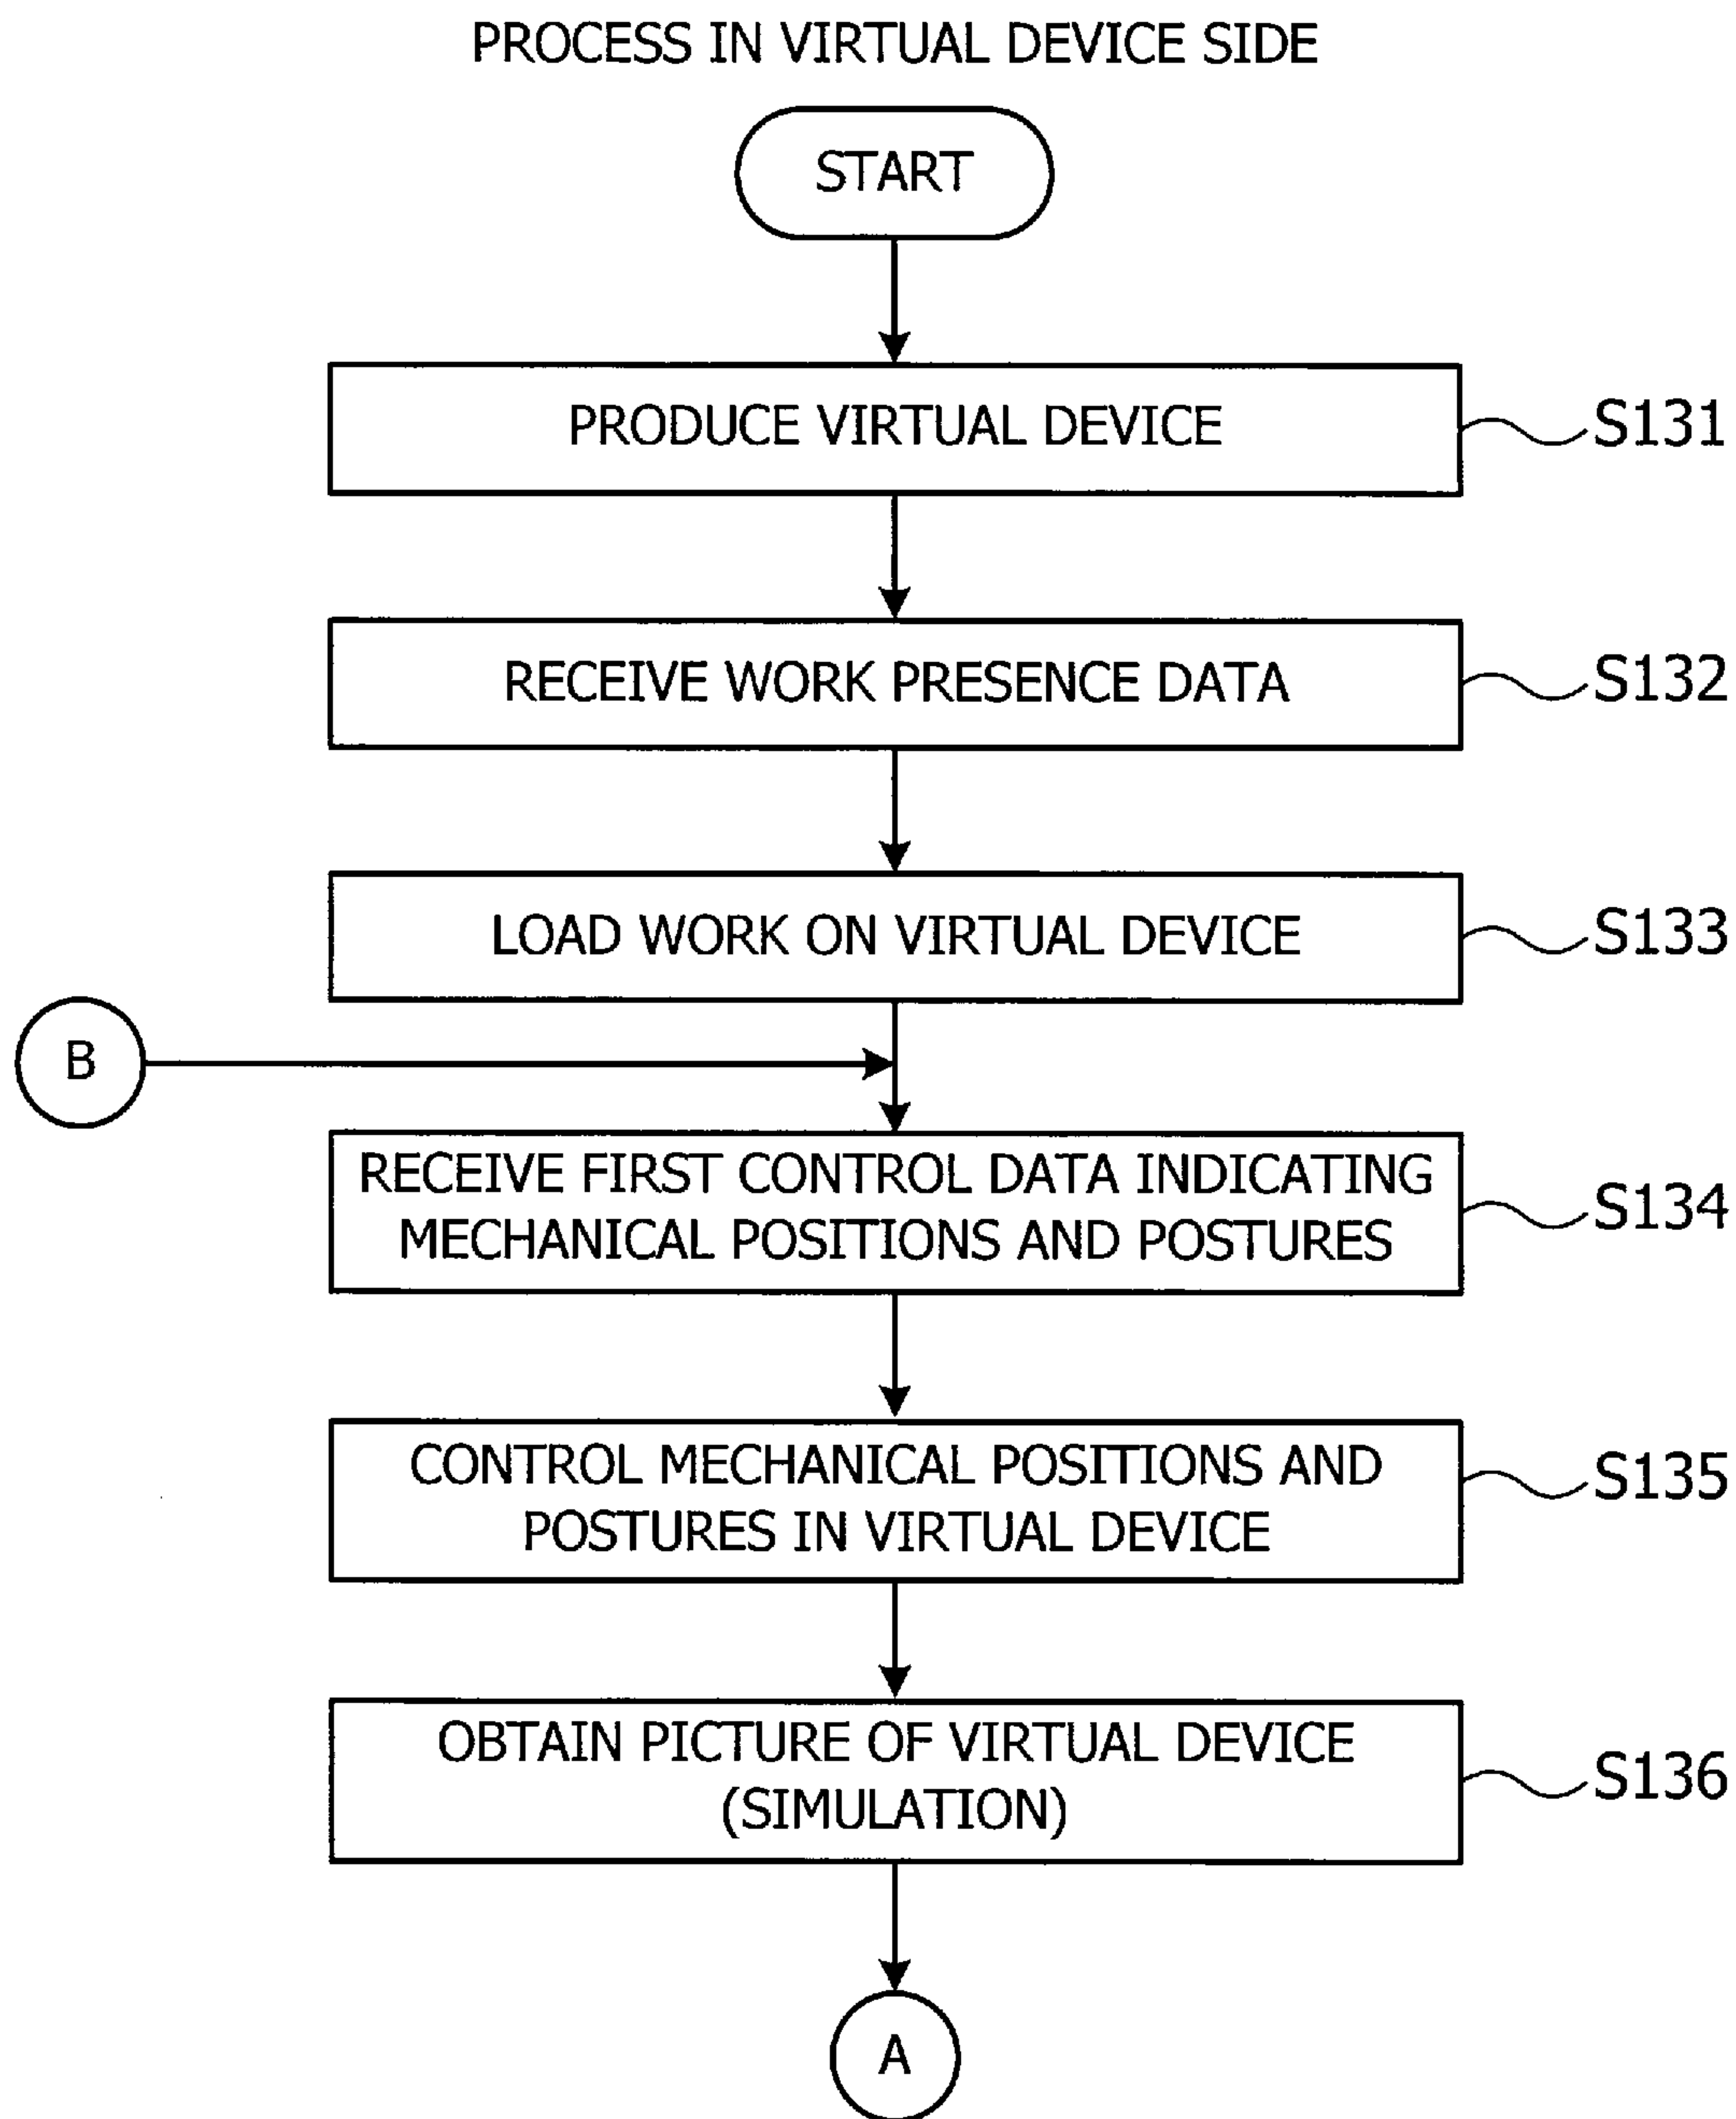 PROCESS IN VIRTUAL DEVICE SIDE
START
PRODUCE VIRTUAL DEVICE
S131
RECEIVE WORK PRESENCE DATA
S132
LOAD WORK ON VIRTUAL DEVICE
S133
B
RECEIVE FIRST CONTROL DATA INDICATING
MECHANICAL POSITIONS AND POSTURES
S134
CONTROL MECHANICAL POSITIONS AND
POSTURES IN VIRTUAL DEVICE
S135
OBTAIN PICTURE OF VIRTUAL DEVICE
(SIMULATION)
S136
A